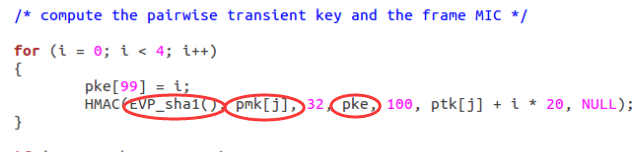 /* compute the pairwise transient key and the frame MIC */
for (i = 0; i < 4; i++)
{
pke[99] = i;
HMAC(EVP_sha1(), pmk[j], 32, pke, 100, ptk[j] + i * 20, NULL);
}